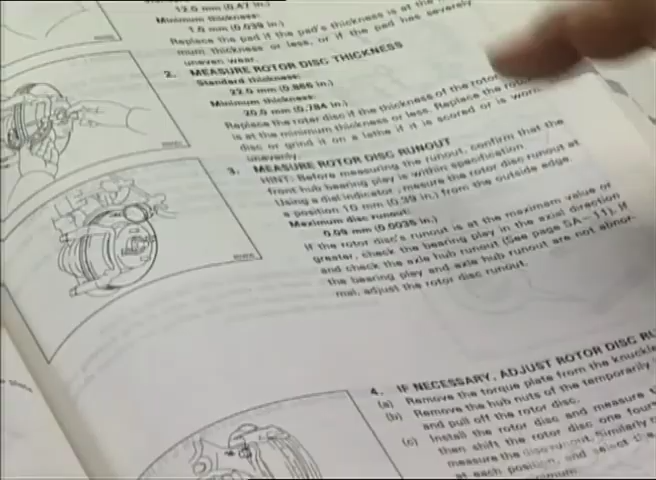 12.0 mm (0.47 in.)
Minimum thickness:
1.0 mm (0.039 in.)
Replace the pad if the pad's thickness is at the
mum thickness or less, or if the pad has severely
uneven wear.
2. MEASURE ROTOR DISC THICKNESS
Standard thickness:
22.0 mm (0.866 in.)
Minimum thickness:
20.0 mm (0.784 in.)
Replace the rotor disc if the thickness of the rotor
is at the minimum thickness or less. Replace the rotor
disc or grind it on a lathe if it is scored or is worn
unevenly.
3. MEASURE ROTOR DISC RUNOUT
HINT: Before measuring the runout, confirm that the
front hub bearing play is within specification.
Using a dial indicator, mesure the rotor disc runout at
a position 10 mm (0.39 in.) from the outside edge.
Maximum disc runout:
0.09 mm (0.0035 in.)
If the rotor disc's runout is at the maximum value or
greater, check the bearing play in the axial direction
and check the axle hub runout (See page SA-11). If
the bearing play and axle hub runout are not abnor-
mal, adjust the rotor disc runout.
4. IF NECESSARY, ADJUST ROTOR DISC
(a) Remove the torque plate from the knuckle
(b) Remove the hub nuts of the temporarily
and pull off the rotor disc.
(c) Install the rotor disc and measure
then shift the rotor disc one
measure the disc runout. Similarly
at each position, and select the